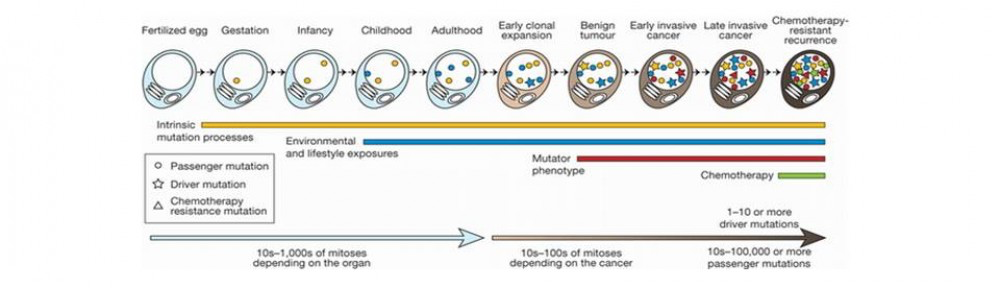 Fertilized egg
Gestation
Infancy
Childhood
Adulthood
Early clonal
expansion
Benign
tumour
Early invasive
cancer
Late invasive
cancer
Chemotherapy-
resistant
recurrence
Intrinsic
mutation processes
Environmental
and lifestyle exposures
Mutator
phenotype
Chemotherapy
Passenger mutation
Driver mutation
Chemotherapy
resistance mutation
10s–1,000s of mitoses
depending on the organ
10s–100s of mitoses
depending on the cancer
1–10 or more
driver mutations
10s–100,000 or more
passenger mutations